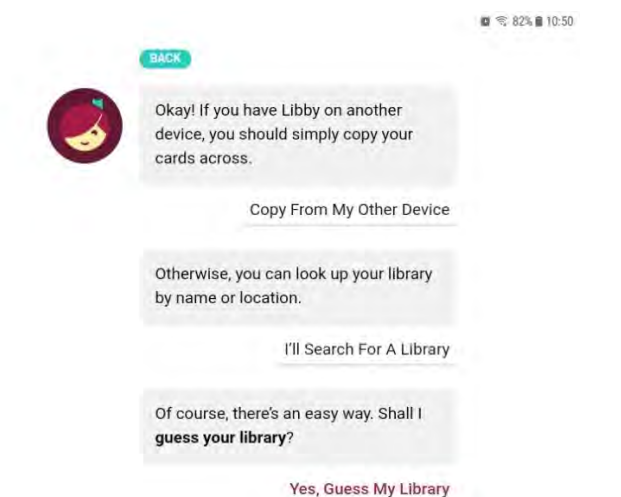 82% 10:50
BACK
Okay! If you have Libby on another
device, you should simply copy your
cards across.
Copy From My Other Device
Otherwise, you can look up your library
by name or location.
I'll Search For A Library
Of course, there's an easy way. Shall I
guess your library?
Yes, Guess My Library